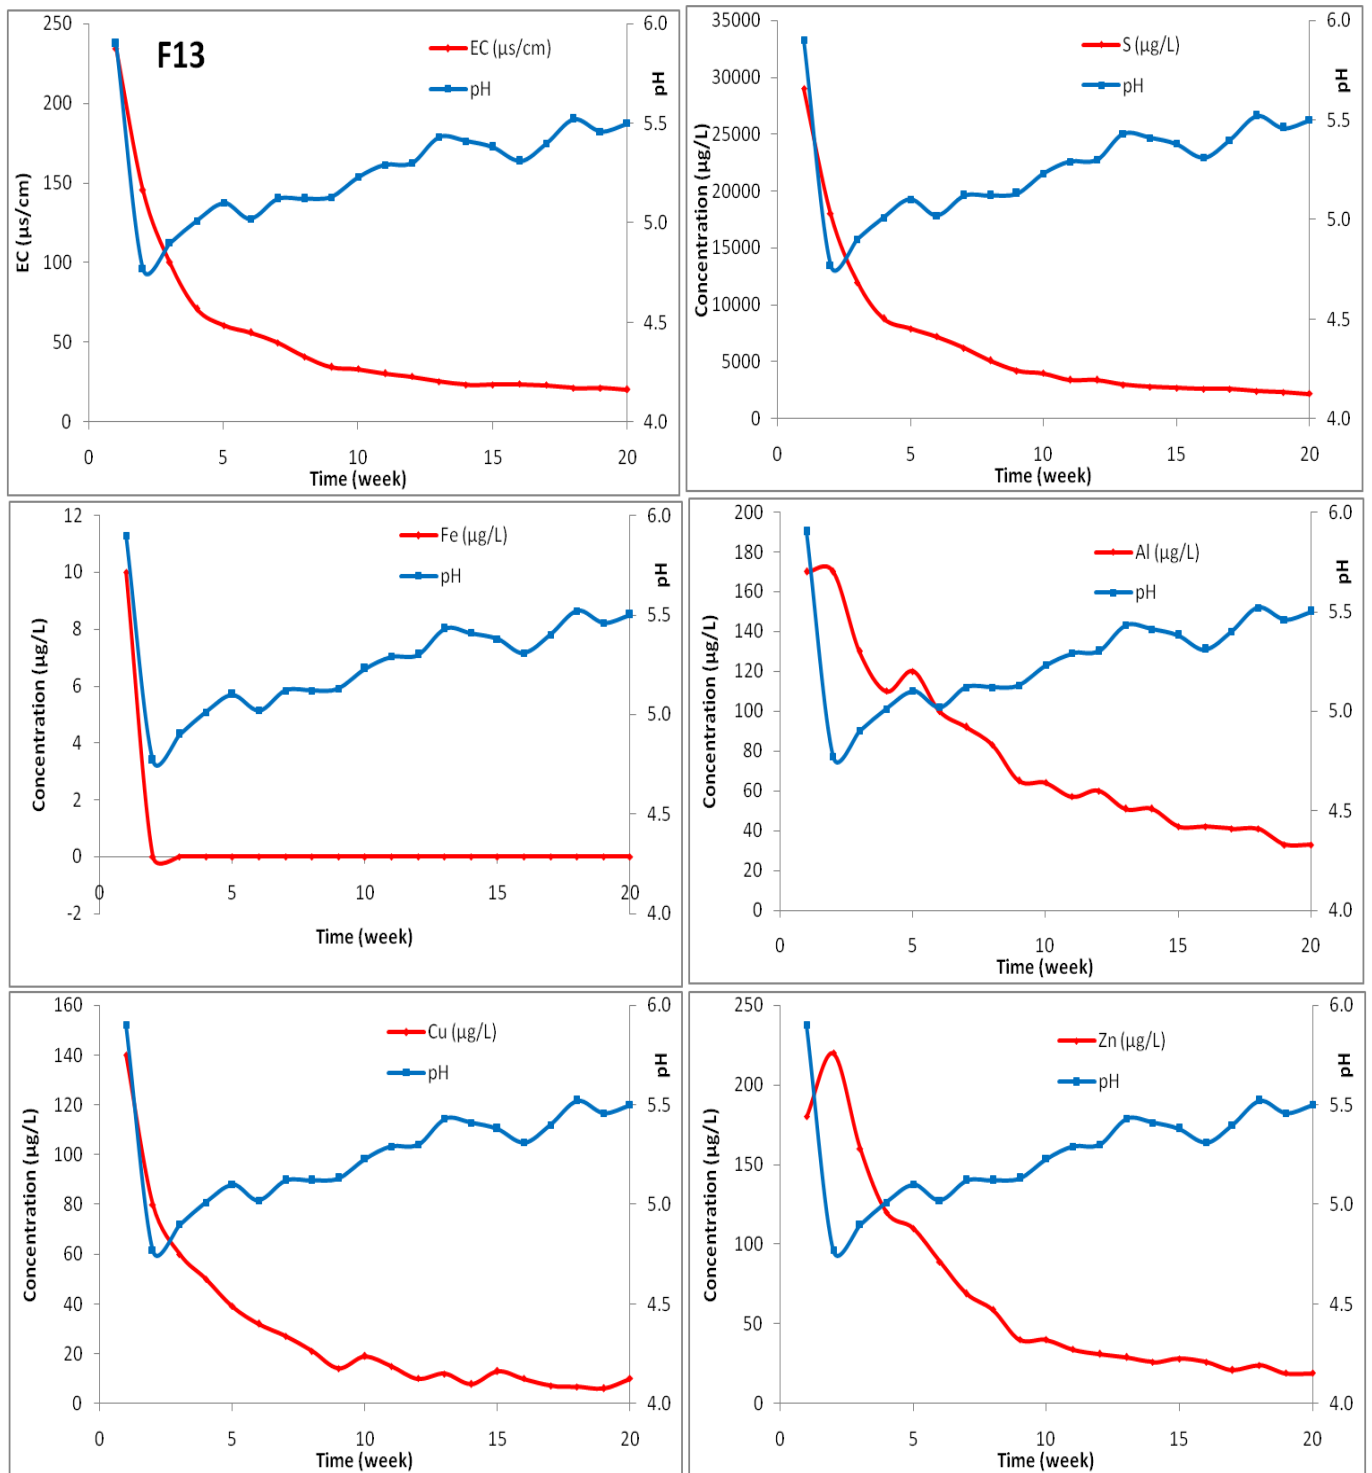 F13
EC (µs/cm)
pH
250
200
150
100
50
0
EC (µs/cm)
6.0
5.5
5.0
4.5
4.0
pH
0 5 10 15 20
Time (week)
S (µg/L)
pH
35000
30000
25000
20000
15000
10000
5000
0
Concentration (µg/L)
6.0
5.5
5.0
4.5
4.0
pH
0 5 10 15 20
Time (week)
Fe (µg/L)
pH
12
10
8
6
4
2
0
-2
Concentration (µg/L)
6.0
5.5
5.0
4.5
4.0
pH
0 5 10 15 20
Time (week)
Al (µg/L)
pH
200
180
160
140
120
100
80
60
40
20
0
Concentration (µg/L)
6.0
5.5
5.0
4.5
4.0
pH
0 5 10 15 20
Time (week)
Cu (µg/L)
pH
160
140
120
100
80
60
40
20
0
Concentration (µg/L)
6.0
5.5
5.0
4.5
4.0
pH
0 5 10 15 20
Time (week)
Zn (µg/L)
pH
250
200
150
100
50
0
Concentration (µg/L)
6.0
5.5
5.0
4.5
4.0
pH
0 5 10 15 20
Time (week)